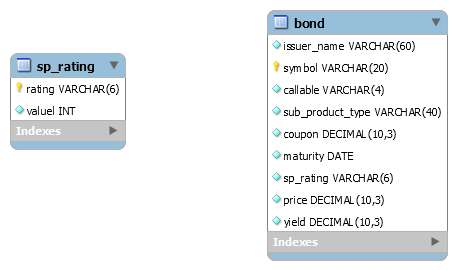 sp_rating
rating VARCHAR(6)
valuel INT
Indexes
bond
issuer_name VARCHAR(60)
symbol VARCHAR(20)
callable VARCHAR(4)
sub_product_type VARCHAR(40)
coupon DECIMAL(10,3)
maturity DATE
sp_rating VARCHAR(6)
price DECIMAL(10,3)
yield DECIMAL(10,3)
Indexes